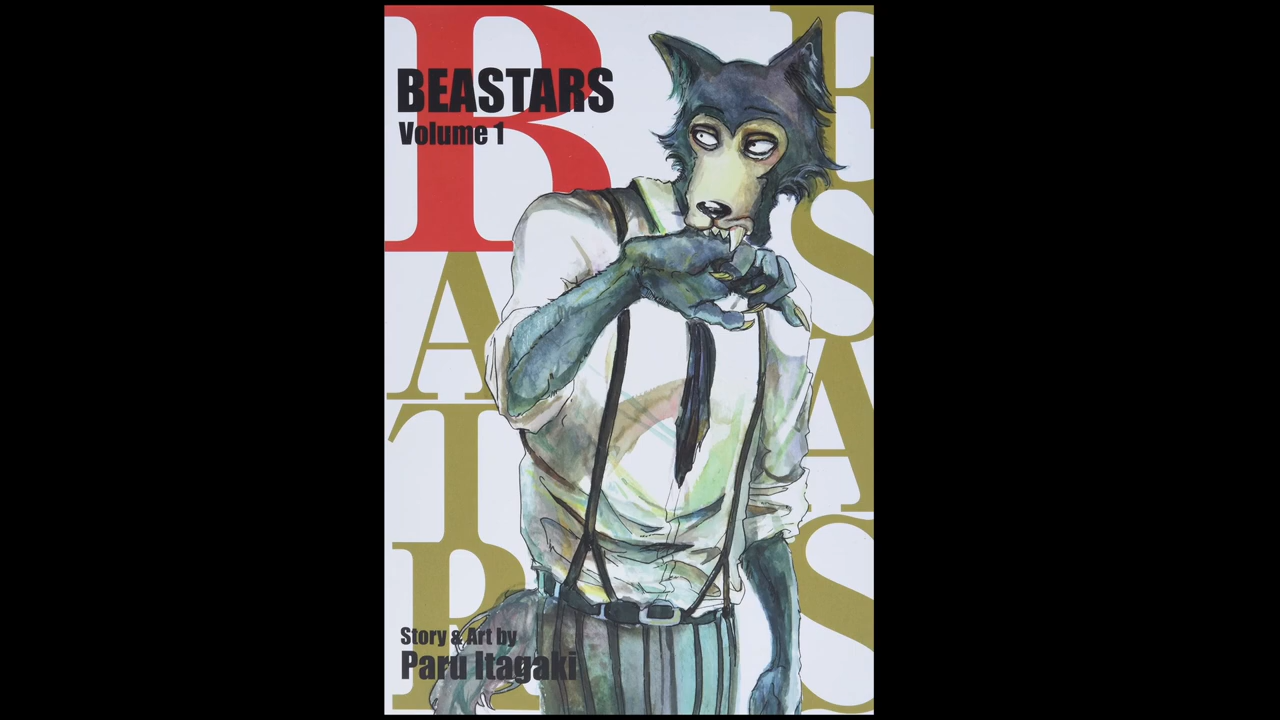 BEASTARS
Volume 1
B E
A S
T A
R S
Story & Art by
Paru Itagaki